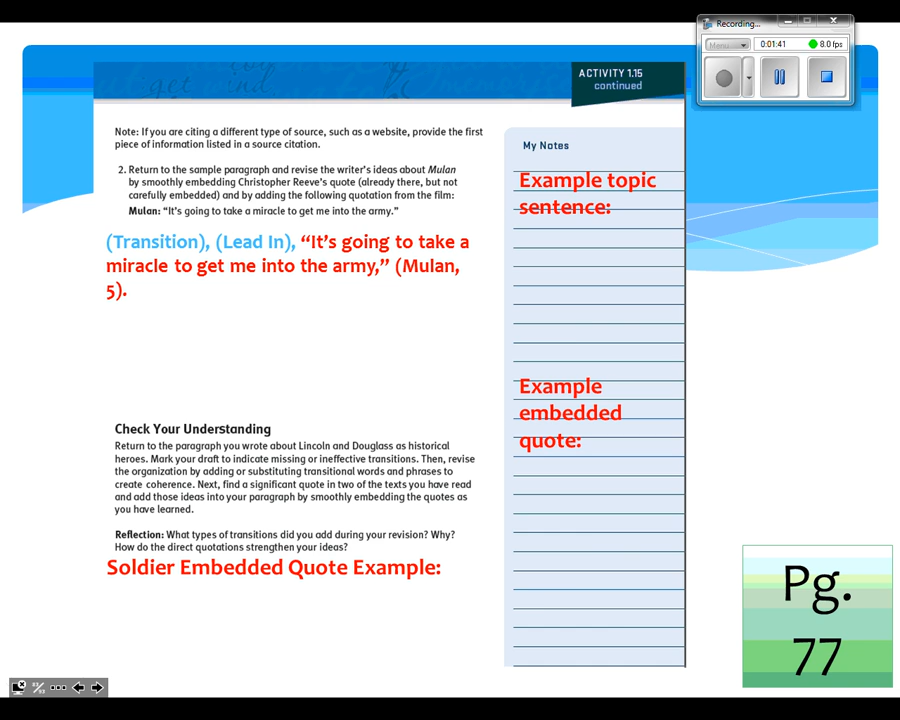 Recording...
Menu
0:01:41
8.0 fps
ACTIVITY 1.15
continued
Note: If you are citing a different type of source, such as a website, provide the first
piece of information listed in a source citation.
2. Return to the sample paragraph and revise the writer's ideas about Mulan
by smoothly embedding Christopher Reeve's quote (already there, but not
carefully embedded) and by adding the following quotation from the film:
Mulan: “It's going to take a miracle to get me into the army.”
(Transition), (Lead In), “It's going to take a
miracle to get me into the army,” (Mulan,
5).
Check Your Understanding
Return to the paragraph you wrote about Lincoln and Douglass as historical
heroes. Mark your draft to indicate missing or ineffective transitions. Then, revise
the organization by adding or substituting transitional words and phrases to
create coherence. Next, find a significant quote in two of the texts you have read
and add those ideas into your paragraph by smoothly embedding the quotes as
you have learned.
Reflection: What types of transitions did you add during your revision? Why?
How do the direct quotations strengthen your ideas?
Soldier Embedded Quote Example:
My Notes
Example topic
sentence:
Example
embedded
quote:
Pg.
77